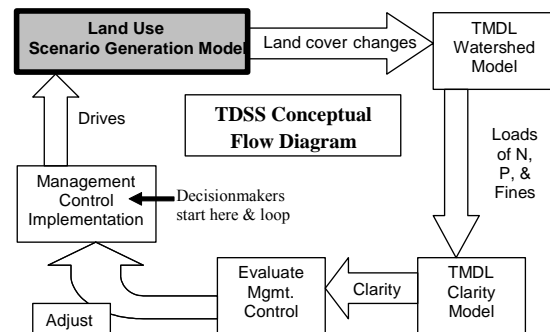 Land Use
Scenario Generation Model
Land cover changes
TMDL
Watershed
Model
Drives
TDSS Conceptual
Flow Diagram
Loads
of N,
P, &
Fines
Management
Control
Implementation
Decisionmakers
start here & loop
Adjust
Evaluate
Mgmt.
Control
Clarity
TMDL
Clarity
Model